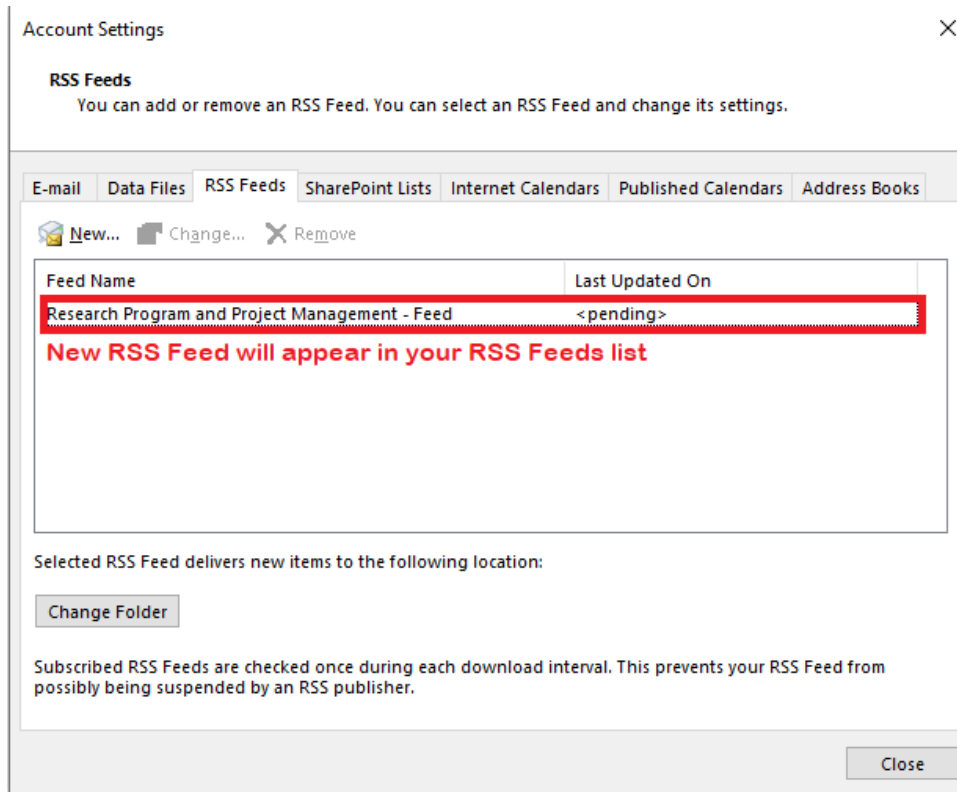 Account Settings
RSS Feeds
You can add or remove an RSS Feed. You can select an RSS Feed and change its settings.
E-mail Data Files RSS Feeds SharePoint Lists Internet Calendars Published Calendars Address Books
New... Change... Remove
Feed Name Last Updated On
Research Program and Project Management - Feed <pending>
New RSS Feed will appear in your RSS Feeds list
Selected RSS Feed delivers new items to the following location:
Change Folder
Subscribed RSS Feeds are checked once during each download interval. This prevents your RSS Feed from
possibly being suspended by an RSS publisher.
Close